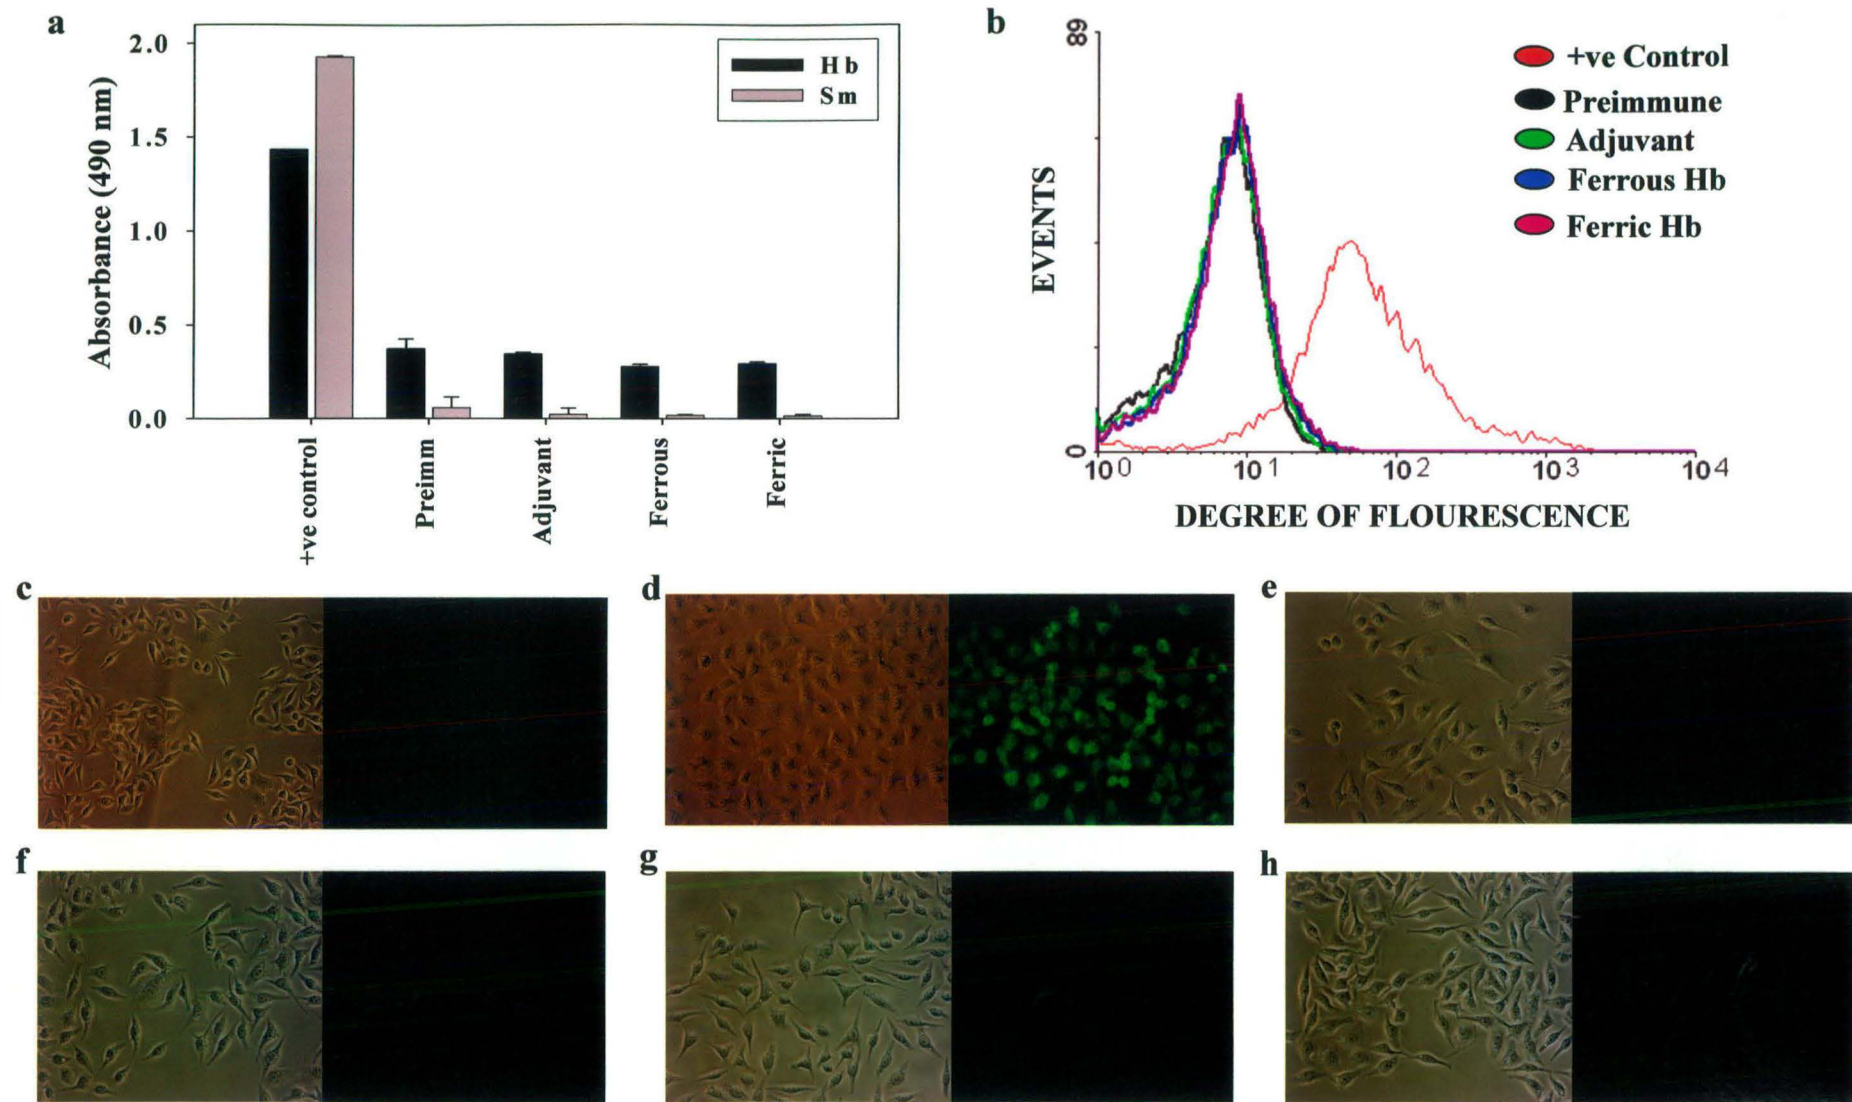 a
Absorbance (490 nm)
2.0
1.5
1.0
0.5
0.0
Hb
Sm
+ve control
Preimm
Adjuvant
Ferrous
Ferric
b
EVENTS
89
0
10^0
10^1
10^2
10^3
10^4
DEGREE OF FLOURESCENCE
+ve Control
Preimmune
Adjuvant
Ferrous Hb
Ferric Hb
c
d
e
f
g
h